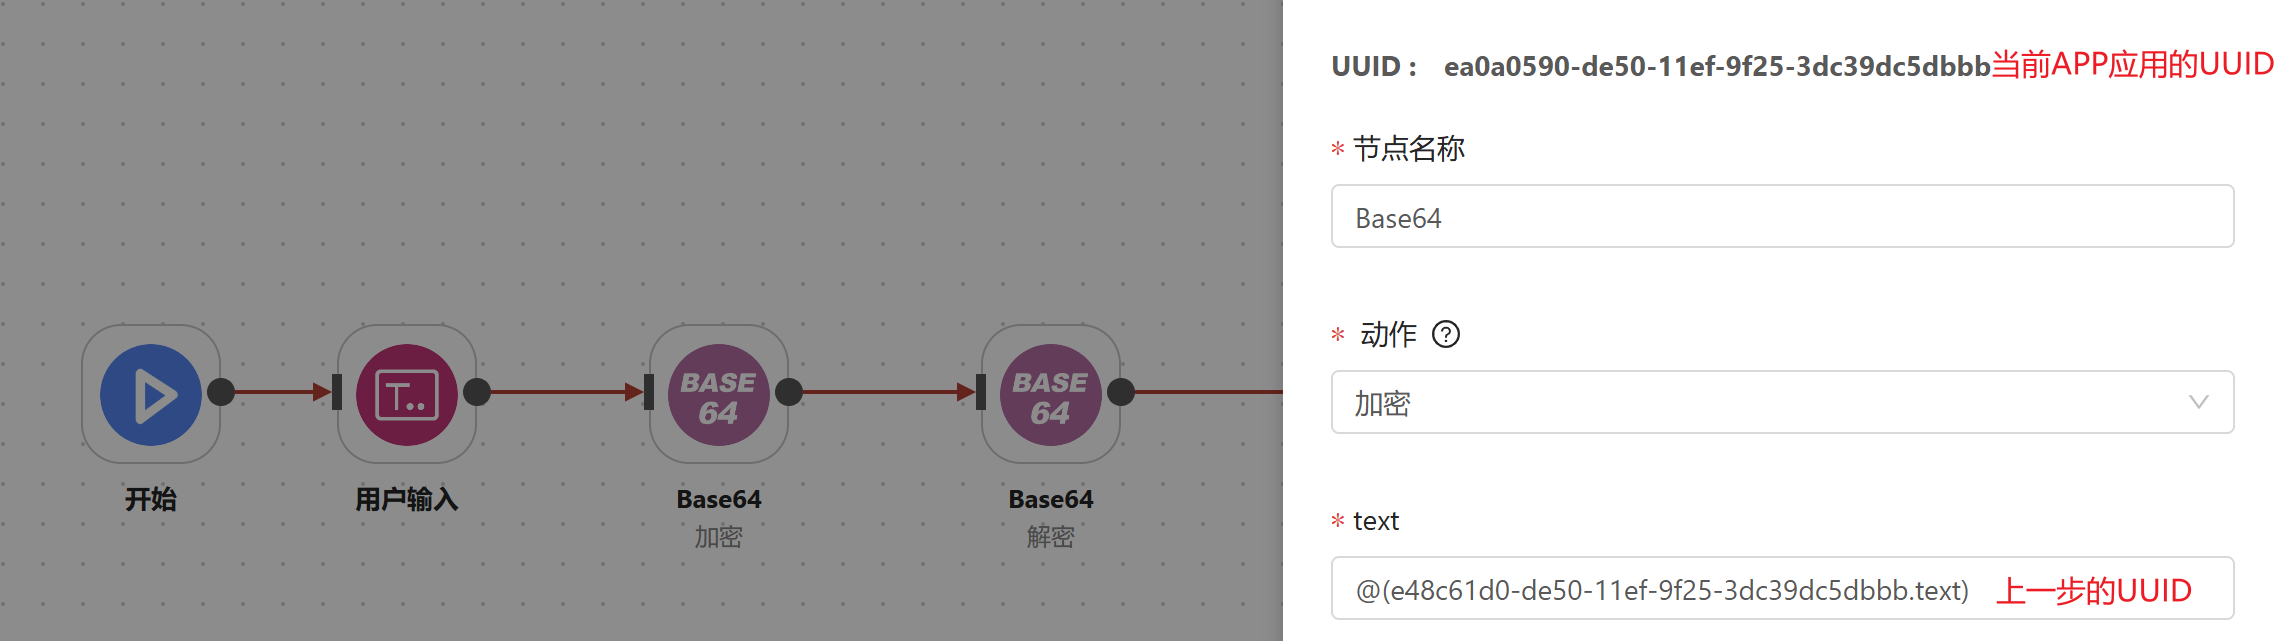 UUID： ea0a0590-de50-11ef-9f25-3dc39dc5dbbb当前APP应用的UUID
* 节点名称
Base64
* 动作 ?
加密
* text
@(e48c61d0-de50-11ef-9f25-3dc39dc5dbbb.text) 上一步的UUID
T..
BASE
64
BASE
64
开始
用户输入
Base64
加密
Base64
解密